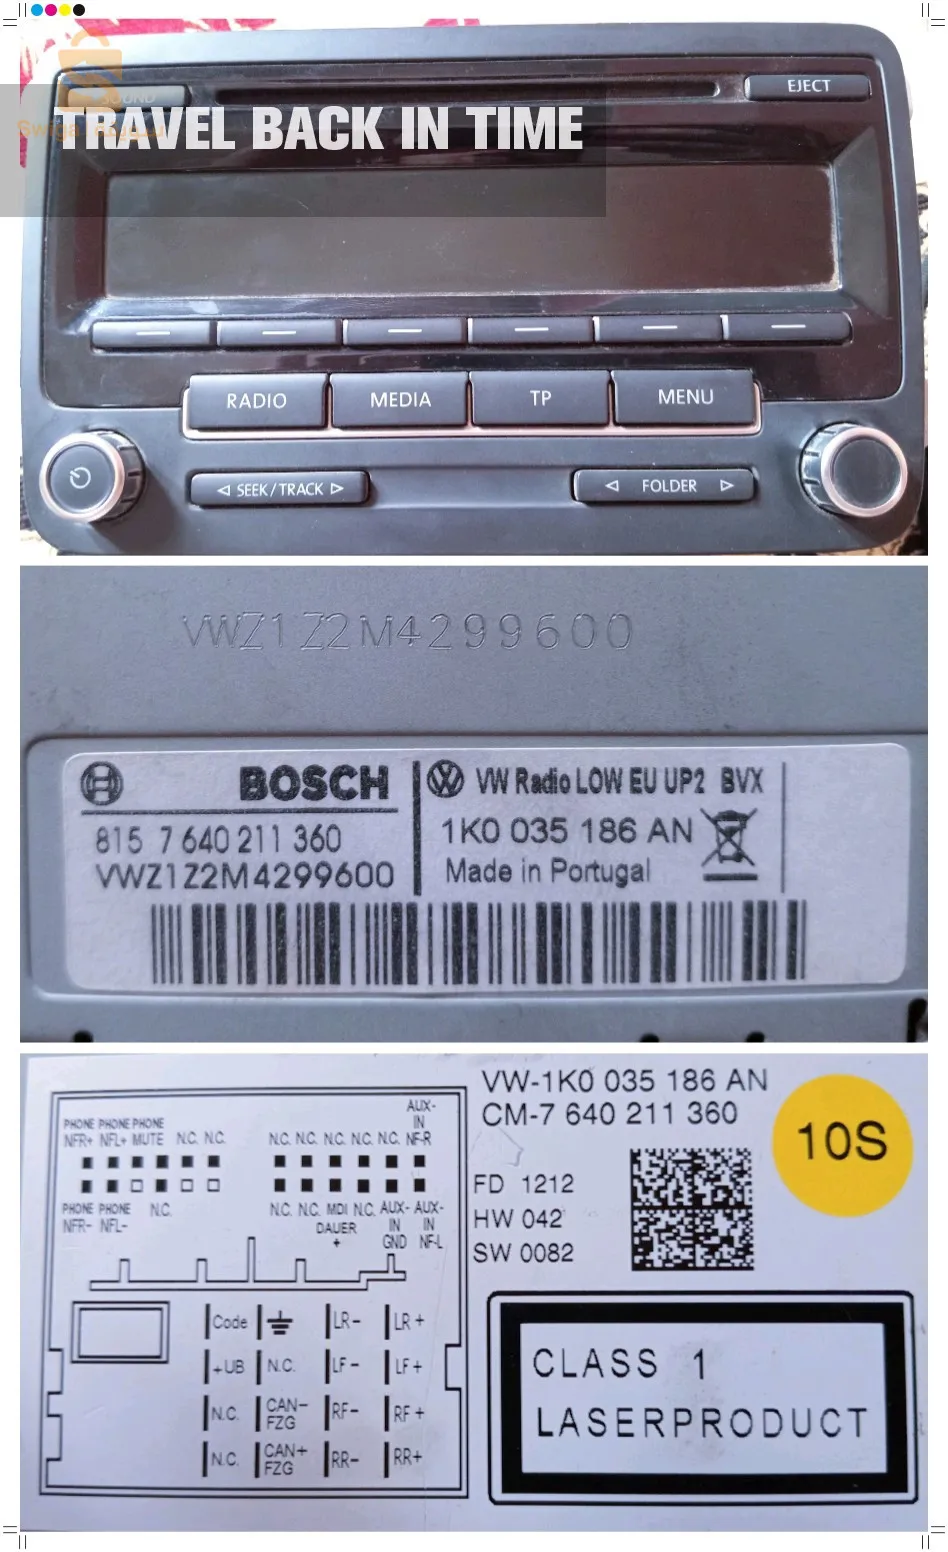 SOUND
EJECT
TRAVEL BACK IN TIME
RADIO
MEDIA
TP
MENU
SEEK/TRACK
FOLDER
VWZ1Z2M4299600
BOSCH
815 7 640 211 360
VWZ1Z2M4299600
VW Radio LOW EU UP2 BVX
1K0 035 186 AN
Made in Portugal
VW-1K0 035 186 AN
CM-7 640 211 360
10S
FD 1212
HW 042
SW 0082
CLASS 1
LASERPRODUCT
AUX-
IN
PHONE PHONE PHONE
NFR+ NFL+ MUTE N.C. N.C. N.C. N.C. N.C. N.C. N.C. NF-R
PHONE PHONE N.C. N.C. N.C. MDI N.C. AUX- AUX-
NFR- NFL- DAUER IN IN
+ GND NF-L
Code LR- LR+
+UB N.C. LF- LF+
N.C. CAN- FZG RF- RF+
N.C. CAN+ FZG RR- RR+